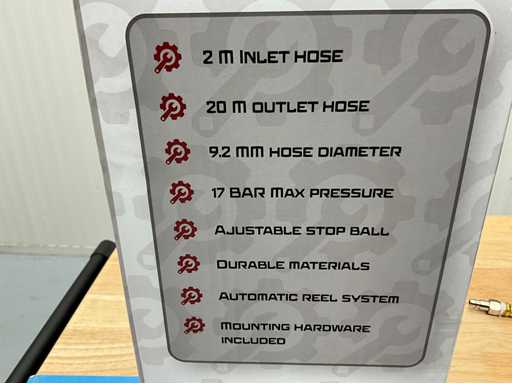 2 M INLET HOSE
20 M OUTLET HOSE
9.2 MM HOSE DIAMETER
17 BAR MAX PRESSURE
AJUSTABLE STOP BALL
DURABLE MATERIALS
AUTOMATIC REEL SYSTEM
MOUNTING HARDWARE
INCLUDED